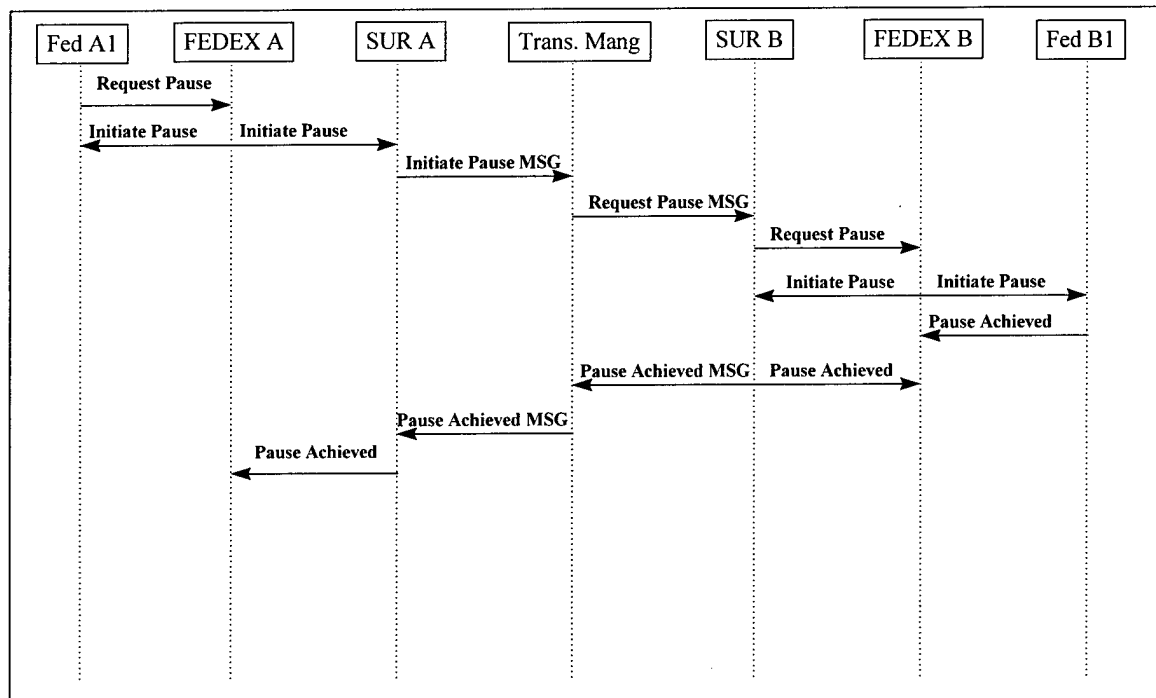 Fed A1 FEDEX A SUR A Trans. Mang SUR B FEDEX B Fed B1
Request Pause
Initiate Pause Initiate Pause
Initiate Pause MSG
Request Pause MSG
Request Pause
Initiate Pause Initiate Pause
Pause Achieved
Pause Achieved MSG Pause Achieved
Pause Achieved MSG
Pause Achieved